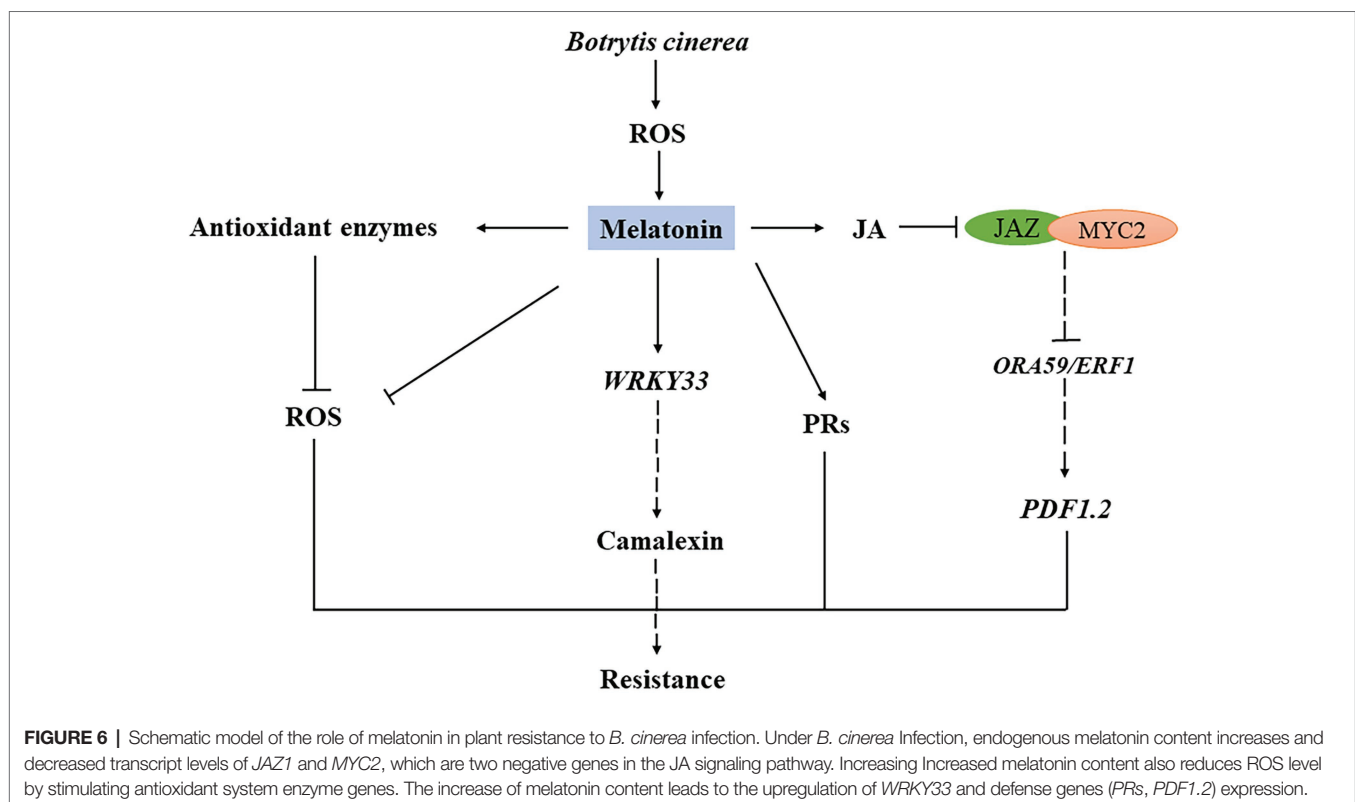 Botrytis cinerea
ROS
Antioxidant enzymes
Melatonin
JA
JAZ
MYC2
ORA59/ERF1
WRKY33
ROS
PRs
PDF1.2
Camalexin
Resistance
FIGURE 6 | Schematic model of the role of melatonin in plant resistance to B. cinerea infection. Under B. cinerea Infection, endogenous melatonin content increases and
decreased transcript levels of JAZ1 and MYC2, which are two negative genes in the JA signaling pathway. Increasing Increased melatonin content also reduces ROS level
by stimulating antioxidant system enzyme genes. The increase of melatonin content leads to the upregulation of WRKY33 and defense genes (PRs, PDF1.2) expression.